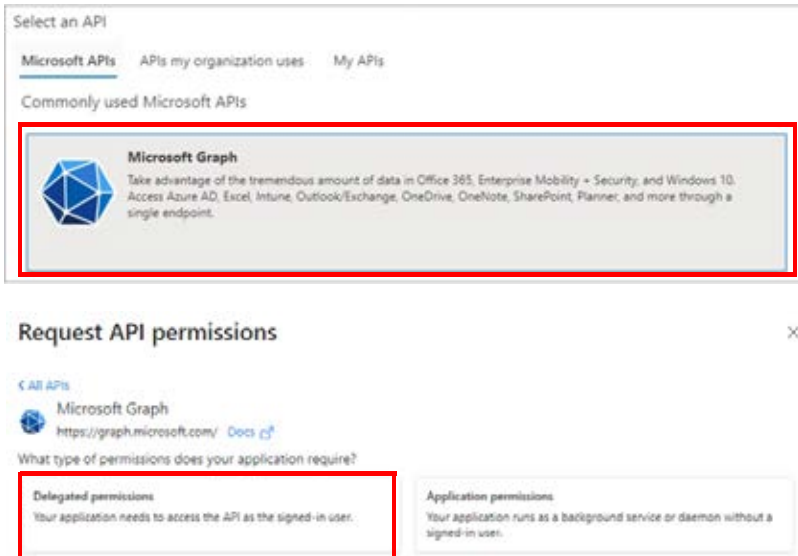 Select an API
Microsoft APIs APIs my organization uses My APIs
Commonly used Microsoft APIs
Microsoft Graph
Take advantage of the tremendous amount of data in Office 365, Enterprise Mobility + Security, and Windows 10.
Access Azure AD, Excel, Intune, Outlook/Exchange, OneDrive, OneNote, SharePoint, Planner, and more through a
single endpoint.
Request API permissions
All APIs
Microsoft Graph
https://graph.microsoft.com/ Docs
What type of permissions does your application require?
Delegated permissions Application permissions
Your application needs to access the API as the signed-in user. Your application runs as a background service or daemon without a
signed-in user.